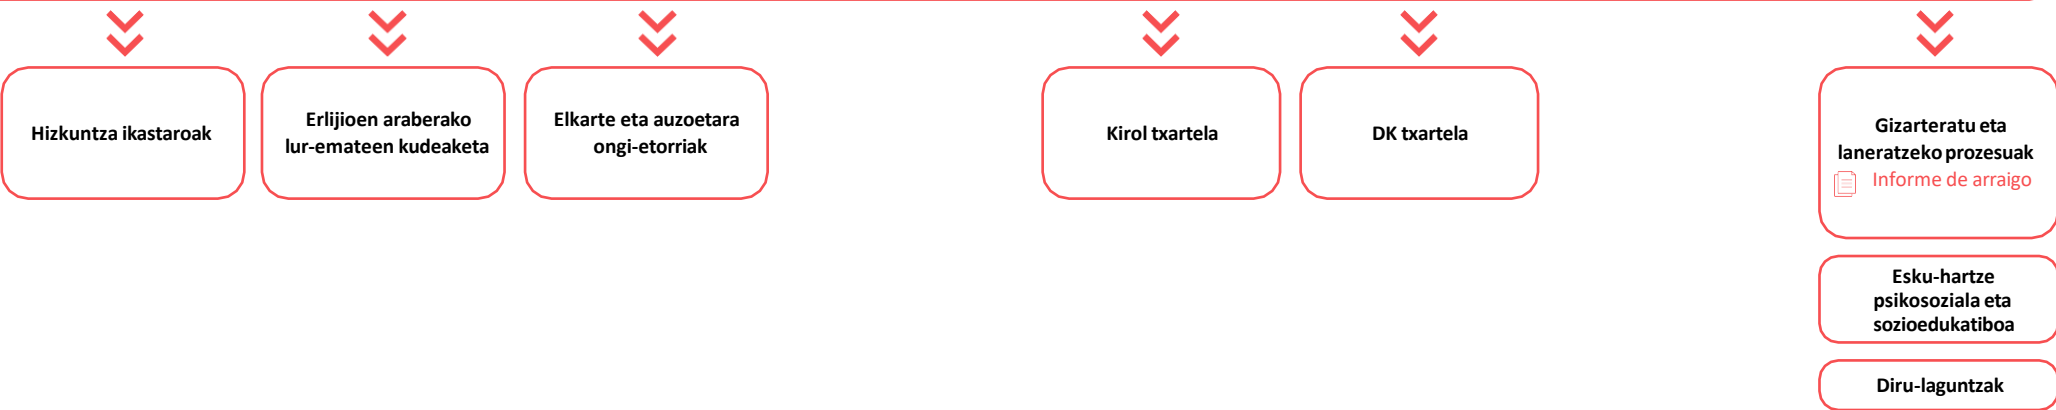 Hizkuntza ikastaroak
Erlijioen araberako
lur-emateen kudeaketa
Elkarte eta auzoetara
ongi-etorriak
Kirol txartela
DK txartela
Gizarteratu eta
laneratzeko prozesuak
Informe de arraigo
Esku-hartze
psikosoziala eta
sozioedukatiboa
Diru-laguntzak